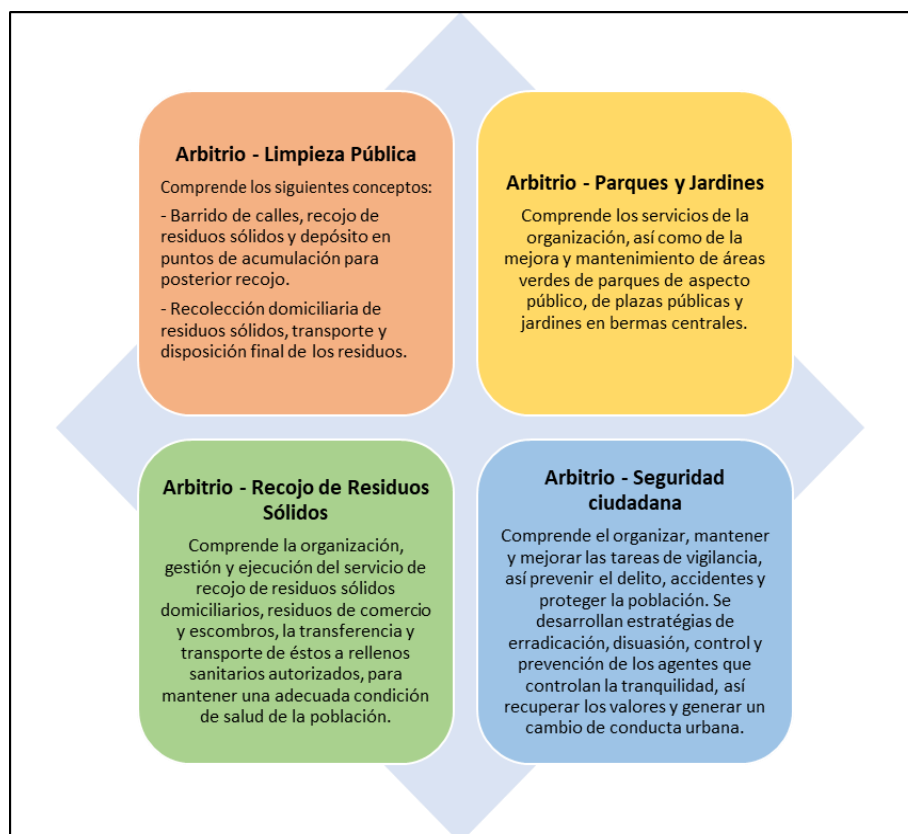 Arbitrio - Limpieza Pública
Comprende los siguientes conceptos:
- Barrido de calles, recojo de
residuos sólidos y depósito en
puntos de acumulación para
posterior recojo.
- Recolección domiciliaria de
residuos sólidos, transporte y
disposición final de los residuos.
Arbitrio - Parques y Jardines
Comprende los servicios de la
organización, así como de la
mejora y mantenimiento de áreas
verdes de parques de aspecto
público, de plazas públicas y
jardines en bermas centrales.
Arbitrio - Recojo de Residuos
Sólidos
Comprende la organización,
gestión y ejecución del servicio de
recojo de residuos sólidos
domiciliarios, residuos de comercio
y escombros, la transferencia y
transporte de éstos a rellenos
sanitarios autorizados, para
mantener una adecuada condición
de salud de la población.
Arbitrio - Seguridad
ciudadana
Comprende el organizar, mantener
y mejorar las tareas de vigilancia,
así prevenir el delito, accidentes y
proteger la población. Se
desarrollan estratégias de
erradicación, disuasión, control y
prevención de los agentes que
controlan la tranquilidad, así
recuperar los valores y generar un
cambio de conducta urbana.